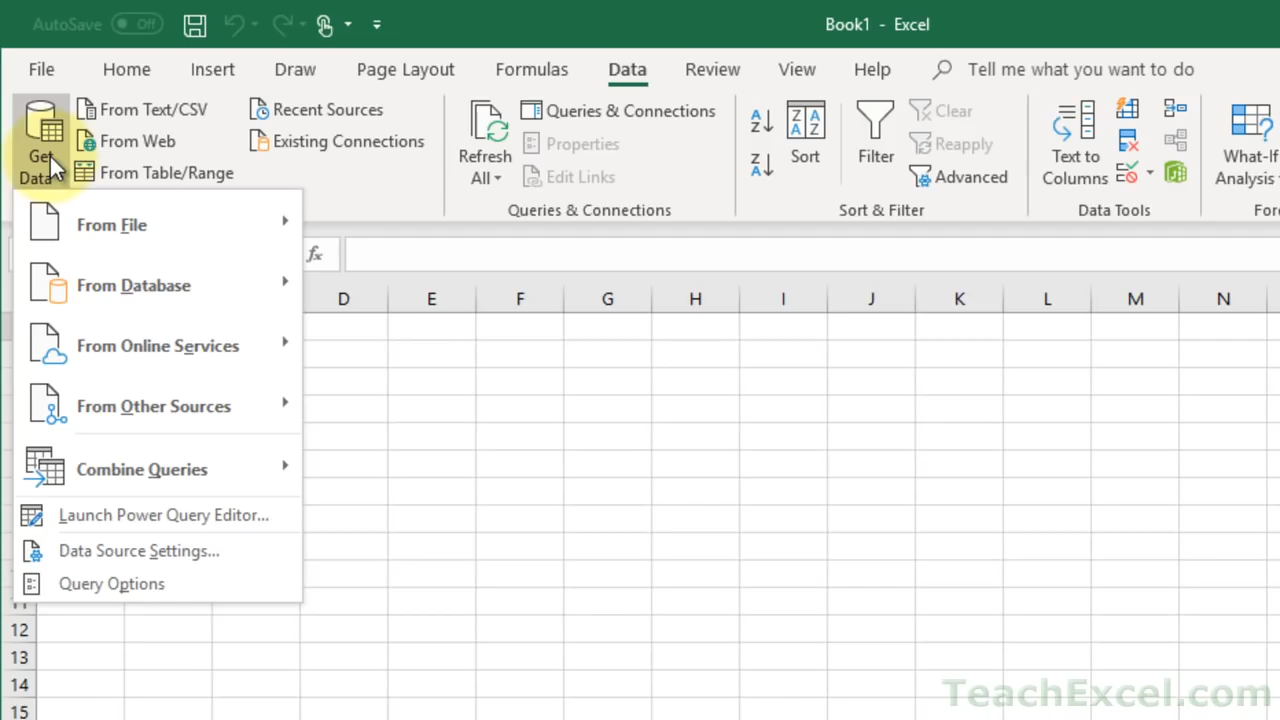 AutoSave Off
Book1 - Excel
File Home Insert Draw Page Layout Formulas Data Review View Help Tell me what you want to do
Get Data
From Text/CSV
From Web
From Table/Range
Recent Sources
Existing Connections
Refresh All
Queries & Connections
Properties
Edit Links
Queries & Connections
A Z
Z A
Z A A Z
Sort
Filter
Clear
Reapply
Advanced
Sort & Filter
Text to Columns
Data Tools
What-If
Analysis
From File
From Database
From Online Services
From Other Sources
Combine Queries
Launch Power Query Editor...
Data Source Settings...
Query Options
fx
D E F G H I J K L M N
12
13
14
15
TeachExcel.com